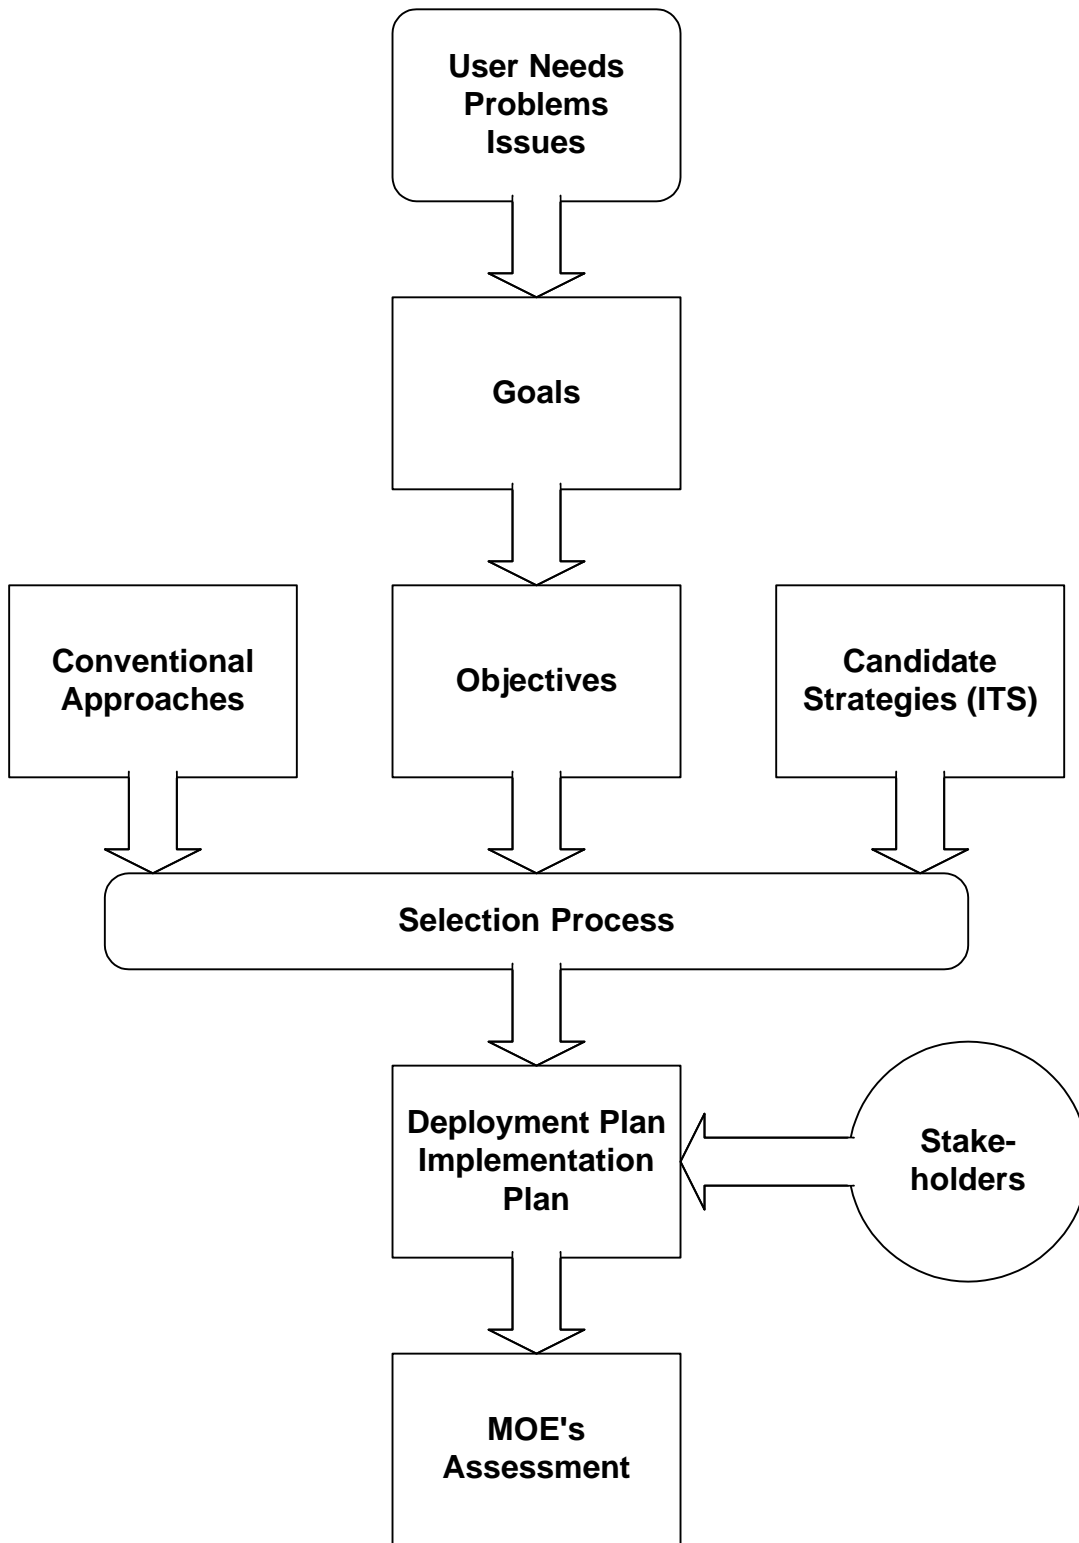 User Needs
Problems
Issues
Goals
Conventional
Approaches
Objectives
Candidate
Strategies (ITS)
Selection Process
Deployment Plan
Implementation
Plan
Stake-
holders
MOE's
Assessment